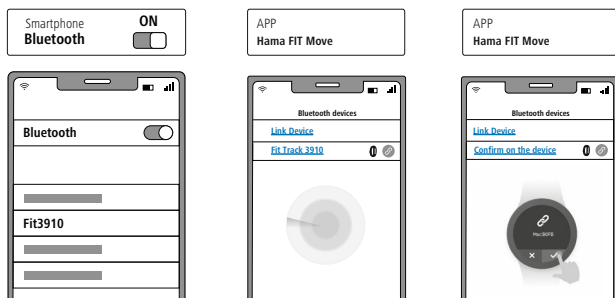 Smartphone
Bluetooth
ON
APP
Hama FIT Move
APP
Hama FIT Move
Bluetooth
Fit3910
Bluetooth devices
Link Device
Fit Track 3910
Bluetooth devices
Link Device
Confirm on the device